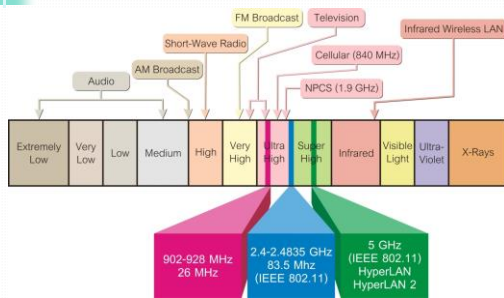 FM Broadcast
Television
Infrared Wireless LAN
Short-Wave Radio
Cellular (840 MHz)
AM Broadcast
Audio
NPCS (1.9 GHz)
Extremely
Low
Very
Low
Low
Medium
High
Very
High
Ultra
High
Super
High
Infrared
Visible
Light
Ultra-
Violet
X-Rays
902-928 MHz
26 MHz
2.4-2.4835 GHz
83.5 Mhz
(IEEE 802.11)
5 GHz
(IEEE 802.11)
HyperLAN
HyperLAN 2